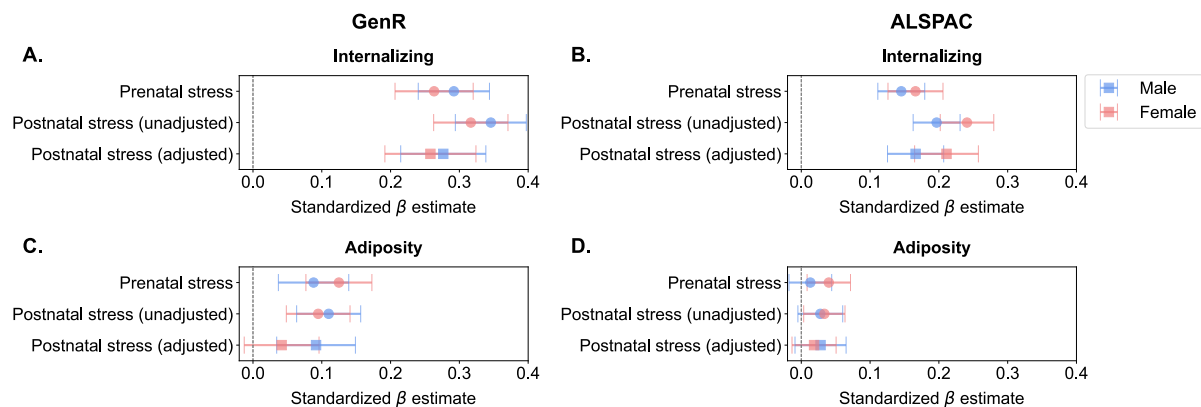 GenR
ALSPAC
A.
Internalizing
Prenatal stress
Postnatal stress (unadjusted)
Postnatal stress (adjusted)
0.0 0.1 0.2 0.3 0.4
Standardized β estimate
B.
Internalizing
Prenatal stress
Postnatal stress (unadjusted)
Postnatal stress (adjusted)
0.0 0.1 0.2 0.3 0.4
Standardized β estimate
Male
Female
C.
Adiposity
Prenatal stress
Postnatal stress (unadjusted)
Postnatal stress (adjusted)
0.0 0.1 0.2 0.3 0.4
Standardized β estimate
D.
Adiposity
Prenatal stress
Postnatal stress (unadjusted)
Postnatal stress (adjusted)
0.0 0.1 0.2 0.3 0.4
Standardized β estimate